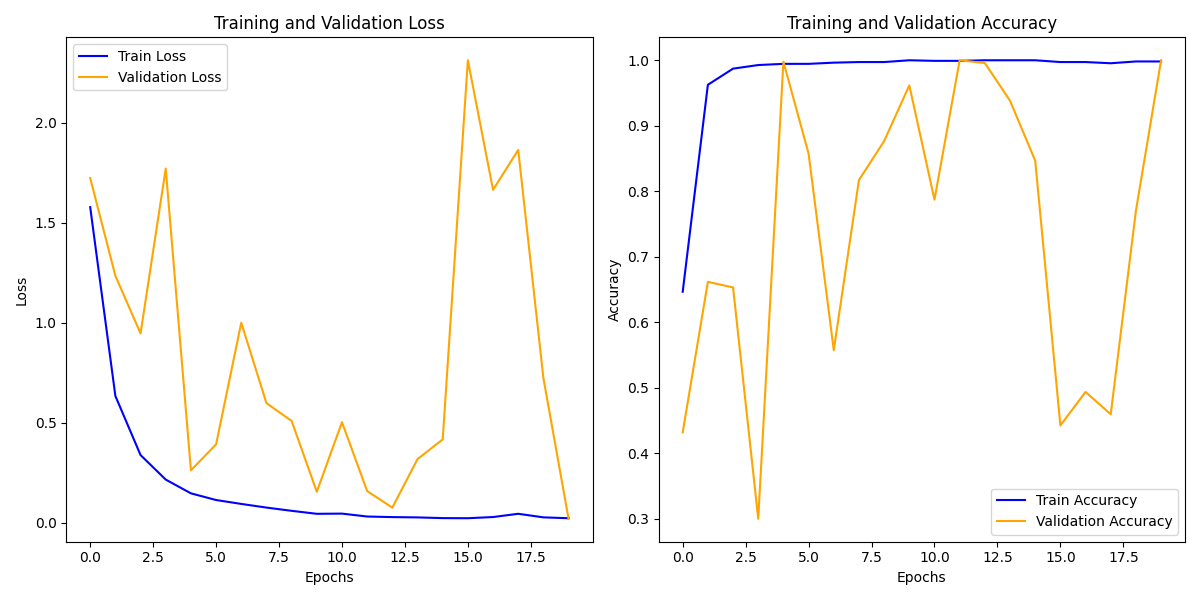 Training and Validation Loss
Train Loss
Validation Loss
2.0
1.5
1.0
0.5
0.0
Loss
0.0 2.5 5.0 7.5 10.0 12.5 15.0 17.5
Epochs
Training and Validation Accuracy
1.0
0.9
0.8
0.7
0.6
0.5
0.4
0.3
Accuracy
Train Accuracy
Validation Accuracy
0.0 2.5 5.0 7.5 10.0 12.5 15.0 17.5
Epochs